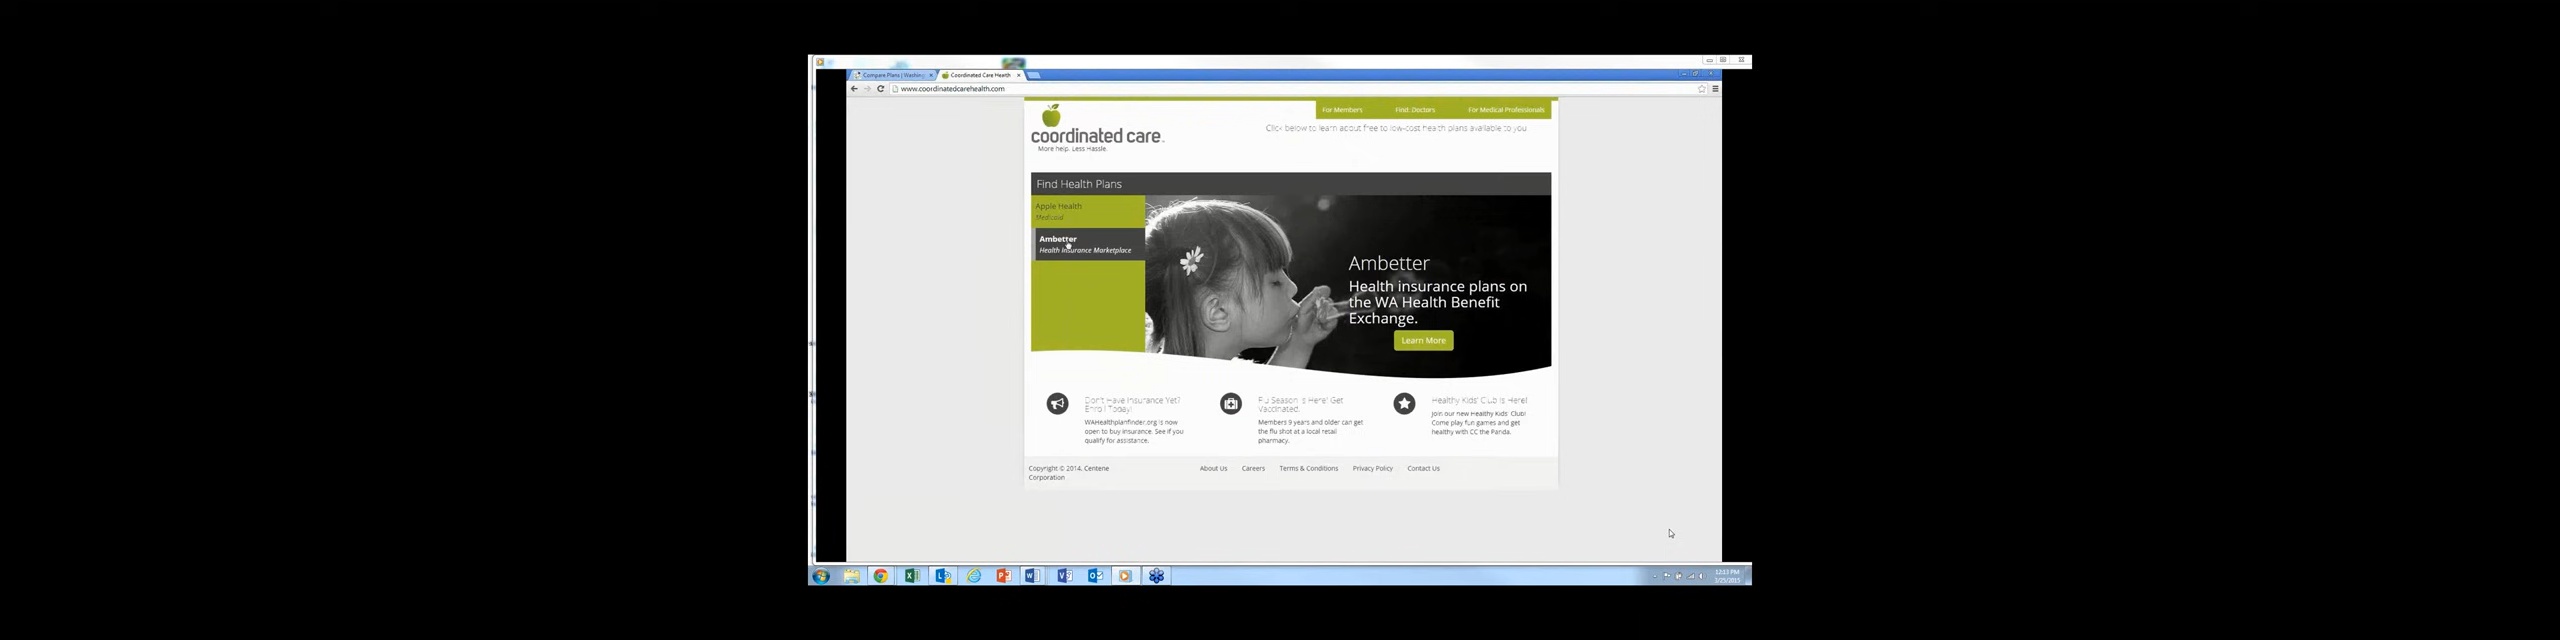 Compare Plans | Washing
Coordinated Care Health
www.coordinatedcarehealth.com
For Members
Find Doctors
For Medical Professionals
coordinated care
More help. Less Hassle.
Click below to learn about free to low-cost health plans available to you
Find Health Plans
Apple Health
Medicaid
Ambetter
Health Insurance Marketplace
Ambetter
Health insurance plans on
the WA Health Benefit
Exchange.
Learn More
Don't Have Insurance Yet?
Enroll Today!
WAHealthplanfinder.org is now
open to buy insurance. See if you
qualify for assistance.
Flu Season is Here! Get
Vaccinated.
Members 9 years and older can get
the flu shot at a local retail
pharmacy.
Healthy Kids' Club is Here!
Join our new Healthy Kids' Club!
Come play fun games and get
healthy with CC the Panda.
Copyright © 2014, Centene
Corporation
About Us
Careers
Terms & Conditions
Privacy Policy
Contact Us
12:13 PM
3/25/2015